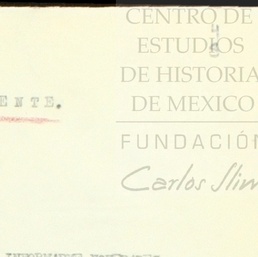 CENTRO DE
ESTUDIOS
DE HISTORIA
DE MEXICO
ENTE.
FUNDACIÓN
Carlos Slim